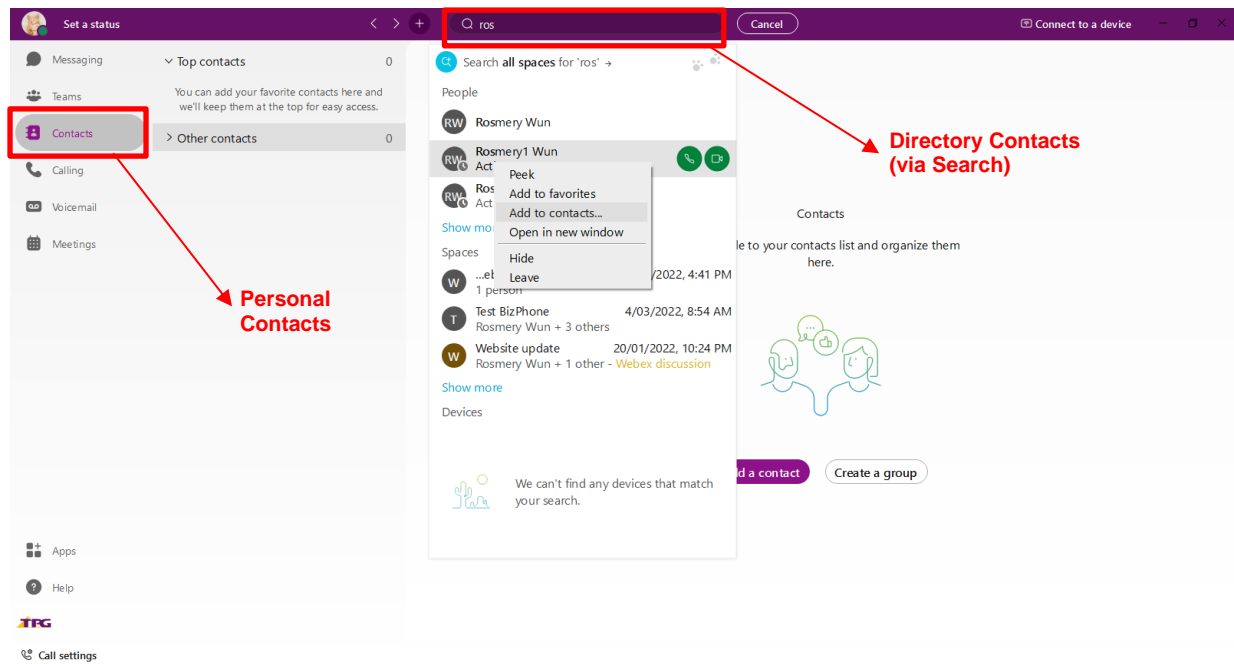 Set a status
ros
Cancel
Connect to a device
Messaging
Teams
Contacts
Calling
Voicemail
Meetings
Apps
Help
TPG
Call settings
Top contacts 0
You can add your favorite contacts here and
we'll keep them at the top for easy access.
Other contacts 0
Personal
Contacts
Search all spaces for 'ros' →
People
RW Rosmery Wun
RW Rosmery1 Wun
RW
Peek
Add to favorites
Add to contacts...
Open in new window
Hide
Leave
Show
Spaces
W /2022, 4:41 PM
1 person
T Test BizPhone 4/03/2022, 8:54 AM
Rosmery Wun + 3 others
W Website update 20/01/2022, 10:24 PM
Rosmery Wun + 1 other - Webex discussion
Show more
Devices
We can't find any devices that match
your search.
Directory Contacts
(via Search)
Contacts
to your contacts list and organize them
here.
a contact
Create a group